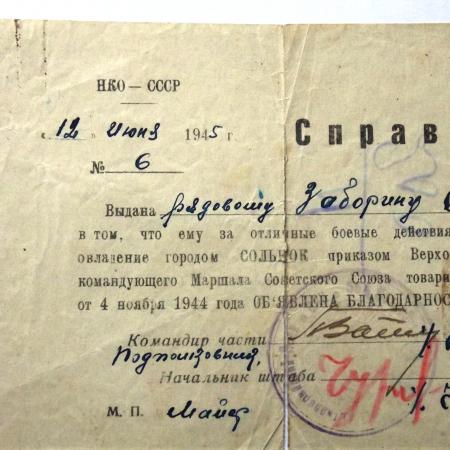 НКО — СССР
« 12 » Июня 1945 г.
Справ
№ 6
Выдана рядовому Заборину
в том, что ему за отличные боевые действия
овладение городом СОЛЬНОК приказом Верхо
командующего Маршала Советского Союза товари
от 4 ноября 1944 года ОБ'ЯВЛЕНА БЛАГОДАРНОС
Командир части
Подполковник
Начальник штаба
М. П. Майор